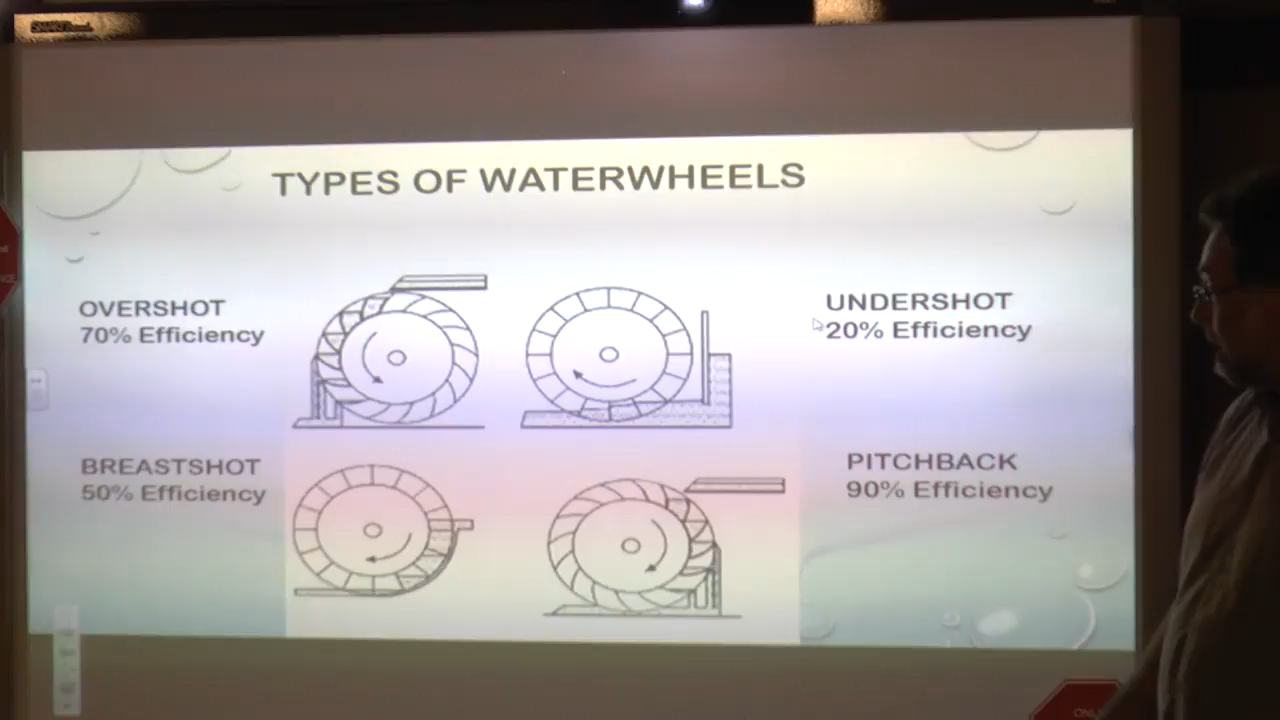 TYPES OF WATERWHEELS
OVERSHOT
70% Efficiency
UNDERSHOT
20% Efficiency
BREASTSHOT
50% Efficiency
PITCHBACK
90% Efficiency